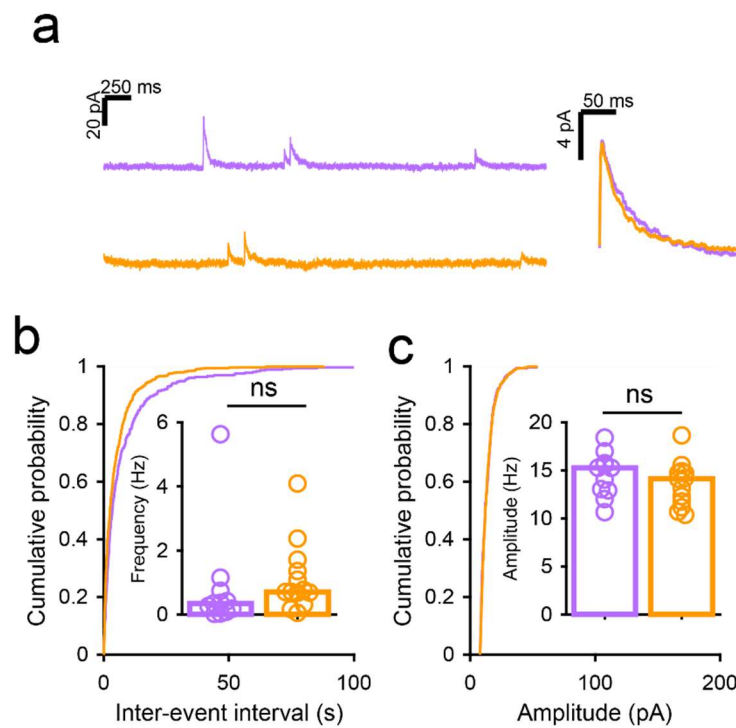 a
250 ms
20 pA
50 ms
4 pA
b
c
1
0.8
0.6
0.4
0.2
0
Cumulative probability
0
50
100
Inter-event interval (s)
ns
6
4
2
0
Frequency (Hz)
1
0.8
0.6
0.4
0.2
0
Cumulative probability
100
200
Amplitude (pA)
ns
20
15
10
0
Amplitude (Hz)